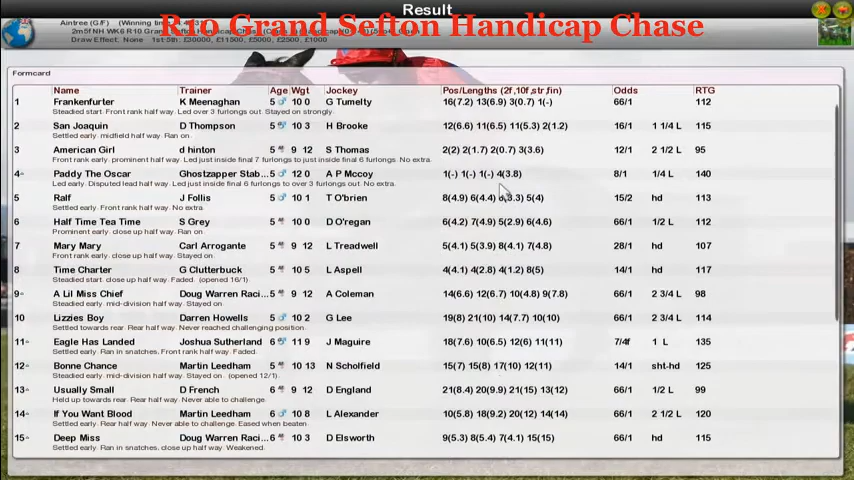 Result
Aintree (G/F) (Winning time
R10 Grand Sefton Handicap Chase
2m5f NH WK6 R10 Grand Sefton Handicap
Draw Effect. None 1st-5th: £30000, £11500, £5000, £2500, £1000
Formcard
Name Trainer Age Wgt Jockey Pos/Lengths (2f,10f,str,fin) Odds RTG
1 Frankenfurter K Meenaghan 5 10 0 G Tumelty 16(7.2) 13(6.9) 3(0.7) 1(-) 66/1 112
Steadied start. Front rank half way. Led over 3 furlongs out. Stayed on strongly.
2 San Joaquin D Thompson 5 10 3 H Brooke 12(6.6) 11(6.5) 11(5.3) 2(1.2) 16/1 1 1/4 L 115
Settled early. midfield half way. Ran on.
3 American Girl d hinton 5 9 12 S Thomas 2(2) 2(1.7) 2(0.7) 3(3.6) 12/1 2 1/2 L 95
Front rank early. prominent half way. Led just inside final 7 furlongs to just inside final 6 furlongs. No extra.
4 Paddy The Oscar Ghostzapper Stab... 5 12 0 A P Mccoy 1(-) 1(-) 1(-) 4(3.8) 8/1 1/4 L 140
Led early. Disputed lead half way. Led just inside final 6 furlongs to over 3 furlongs out. No extra.
5 Ralf J Follis 5 10 1 T O'brien 8(4.9) 6(4.4) 5(4) 15/2 hd 113
Settled early. Front rank half way. No extra.
6 Half Time Tea Time S Grey 5 10 0 D O'regan 6(4.2) 7(4.9) 5(2.9) 6(4.6) 66/1 1/2 L 112
Prominent early. close up half way. Ran on.
7 Mary Mary Carl Arrogante 5 9 12 L Treadwell 5(4.1) 5(3.9) 8(4.1) 7(4.8) 28/1 hd 107
Front rank early. close up half way. Stayed on.
8 Time Charter G Clutterbuck 5 10 5 L Aspell 4(4.1) 4(2.8) 4(1.2) 8(5) 14/1 hd 117
Steadied start. close up half way. Faded. (opened 16/1)
9 A Lil Miss Chief Doug Warren Raci... 5 9 12 A Coleman 14(6.6) 12(6.7) 10(4.8) 9(7.8) 66/1 2 3/4 L 98
Steadied early. mid-division half way. Stayed on.
10 Lizzies Boy Darren Howells 5 10 2 G Lee 19(8) 21(10) 14(7.7) 10(10) 66/1 2 3/4 L 114
Settled towards rear. Rear half way. Never reached challenging position.
11 Eagle Has Landed Joshua Sutherland 6 11 9 J Maguire 18(7.6) 10(6.5) 12(6) 11(11) 7/4f 1 L 135
Settled early. Ran in snatches. Front rank half way. Faded.
12 Bonne Chance Martin Leedham 5 10 13 N Scholfield 15(7) 15(8) 17(10) 12(11) 14/1 sht-hd 125
Steadied early. mid-division half way. Stayed on. (opened 12/1)
13 Usually Small D French 6 9 12 D England 21(8.4) 20(9.9) 21(15) 13(12) 66/1 1/2 L 99
Held up towards rear. Rear half way. Never able to challenge.
14 If You Want Blood Martin Leedham 6 10 8 L Alexander 10(5.8) 18(9.2) 20(12) 14(14) 66/1 2 1/2 L 120
Settled early. Rear half way. Never able to challenge. Eased when beaten.
15 Deep Miss Doug Warren Raci... 6 10 3 D Elsworth 9(5.3) 8(5.4) 7(4.1) 15(15) 66/1 hd 115
Settled early. Ran in snatches. close up half way. Weakened.